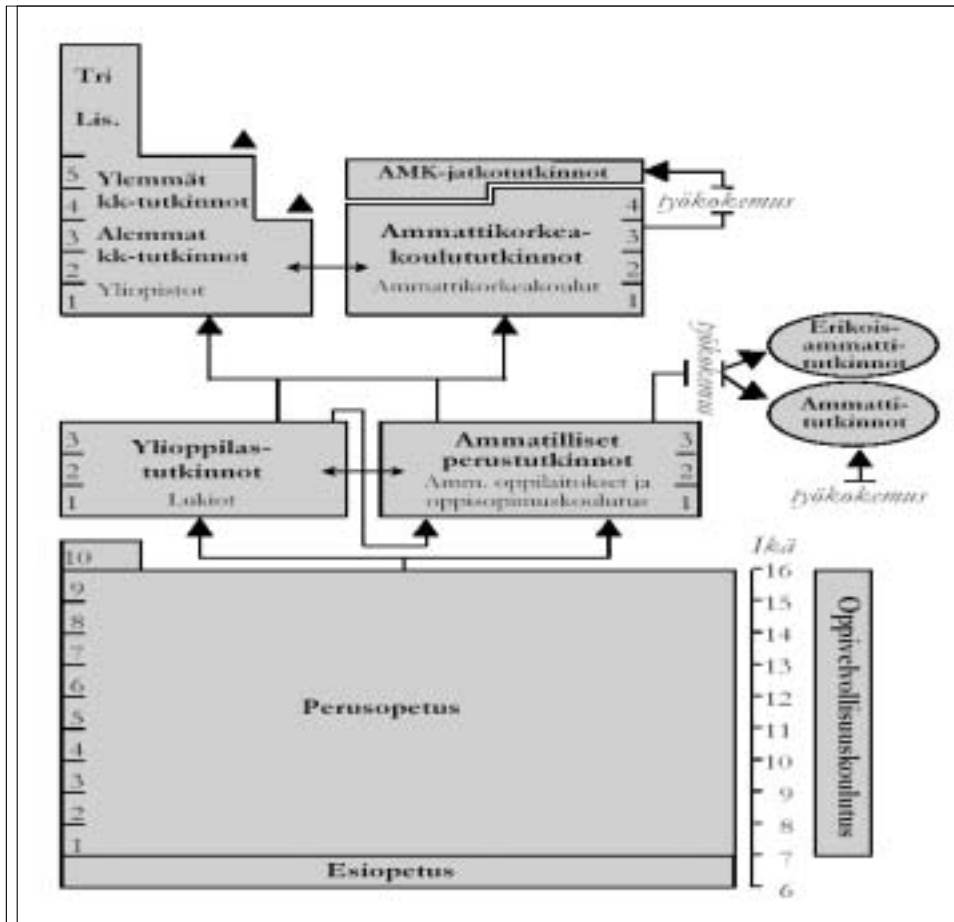 Tri
Lis.
5
4
3
2
1
Ylemmät
kk-tutkinnot
Alemmat
kk-tutkinnot
Yliopistot
AMK-jatkotutkinnot
Ammattikorkea-
koulututkinnot
Ammattikorkeakoulut
4
3
2
1
työkokemus
työkokemus
Erikois-
ammatti-
tutkinnot
Ammatti-
tutkinnot
työkokemus
3
2
1
Ylioppilas-
tutkinnot
Lukiot
Ammatilliset
perustutkinnot
Amm. oppilaitokset ja
oppisopimuskoulutus
3
2
1
10
9
8
7
6
5
4
3
2
1
Perusopetus
Esiopetus
Ikä
16
15
14
13
12
11
10
9
8
7
6
Oppivelvollisuuskoulutus